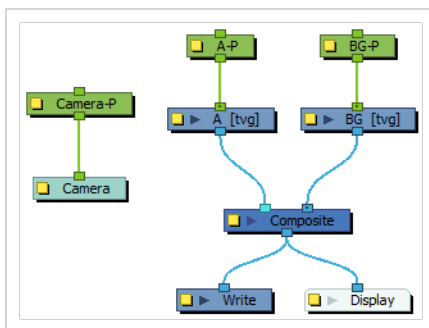 A-P
BG-P
Camera-P
A [tvg]
BG [tvg]
Camera
Composite
Write
Display